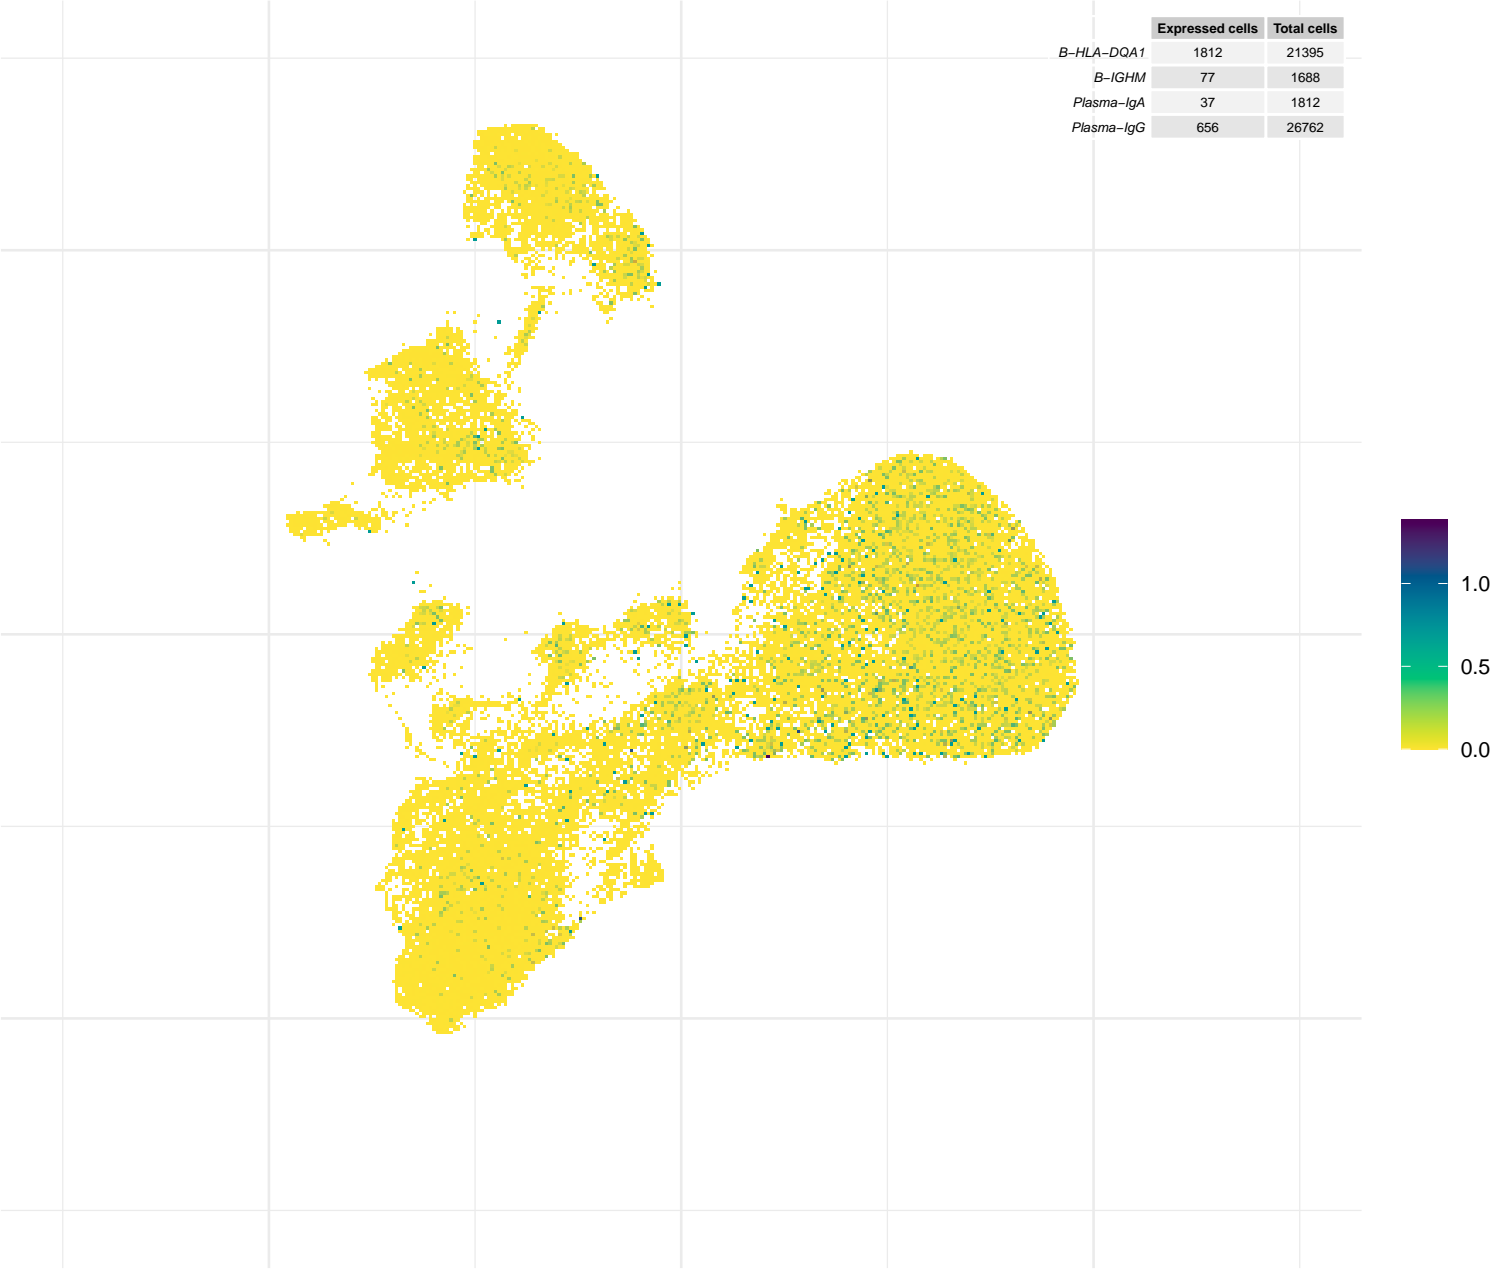 Expressed cells Total cells
B−HLA−DQA1 1812 21395
B−IGHM 77 1688
Plasma−IgA 37 1812
Plasma−IgG 656 26762
1.0
0.5
0.0